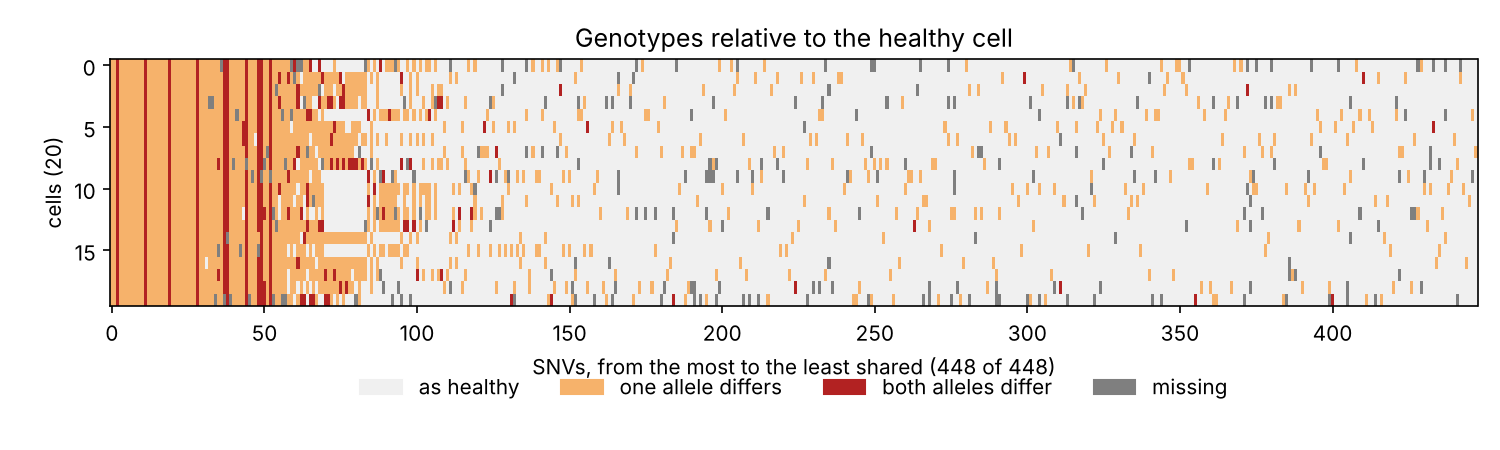 Genotypes relative to the healthy cell
cells (20)
0
5
10
15
0 50 100 150 200 250 300 350 400
SNVs, from the most to the least shared (448 of 448)
as healthy one allele differs both alleles differ missing